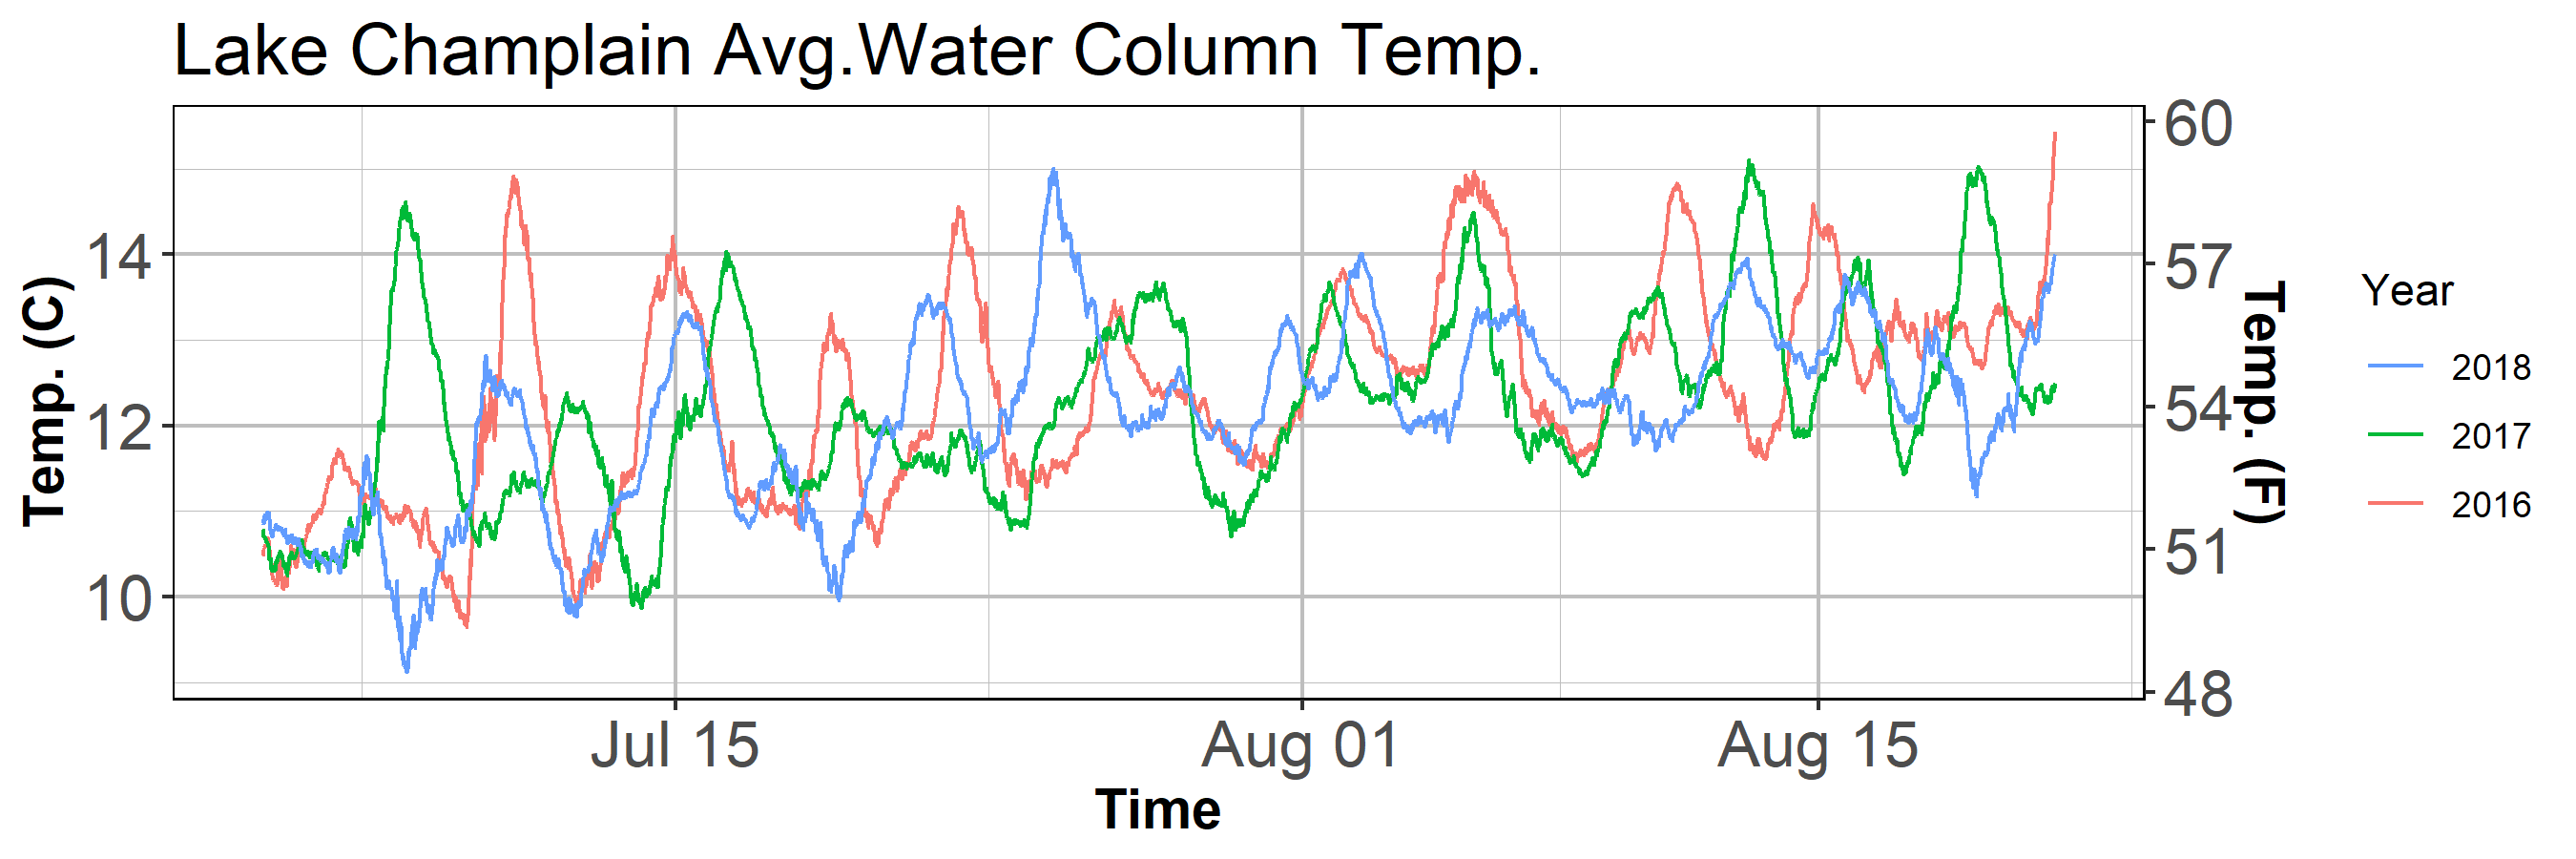 Lake Champlain Avg.Water Column Temp.
Temp. (C)
14
12
10
60
57
54
51
48
Temp. (F)
Jul 15
Aug 01
Aug 15
Time
Year
2018
2017
2016